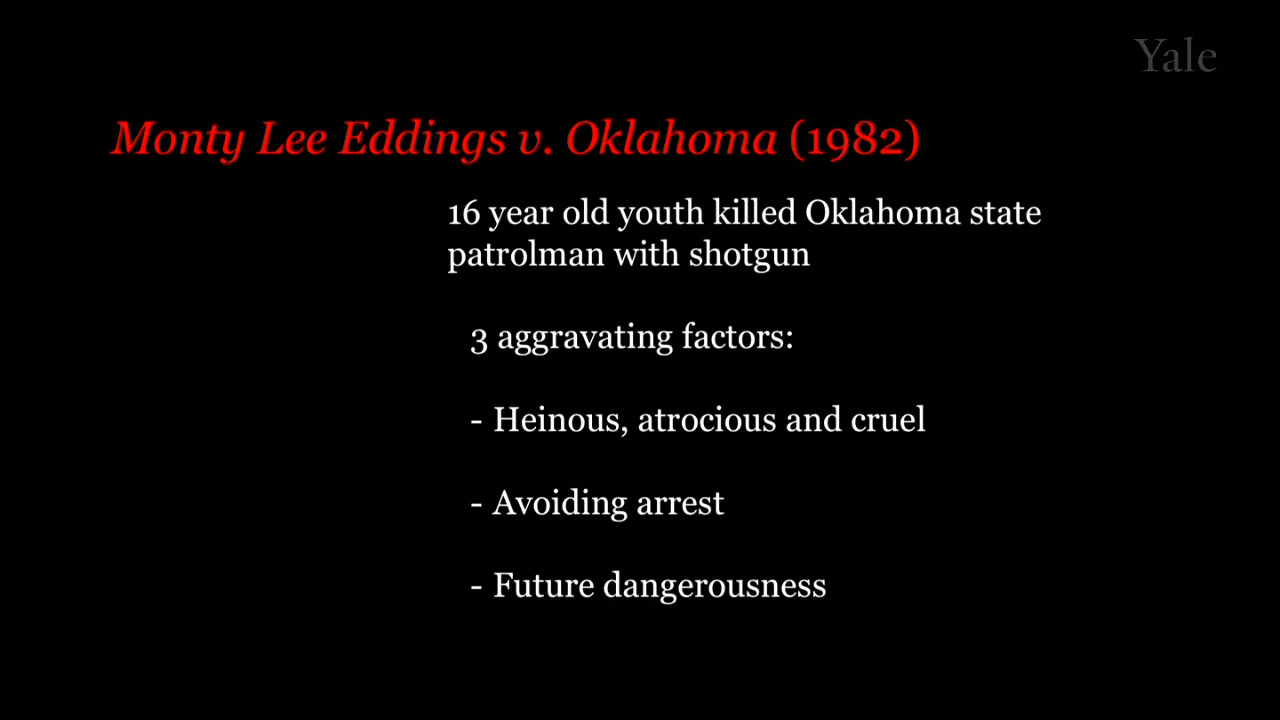 Yale
Monty Lee Eddings v. Oklahoma (1982)
16 year old youth killed Oklahoma state
patrolman with shotgun
3 aggravating factors:
- Heinous, atrocious and cruel
- Avoiding arrest
- Future dangerousness